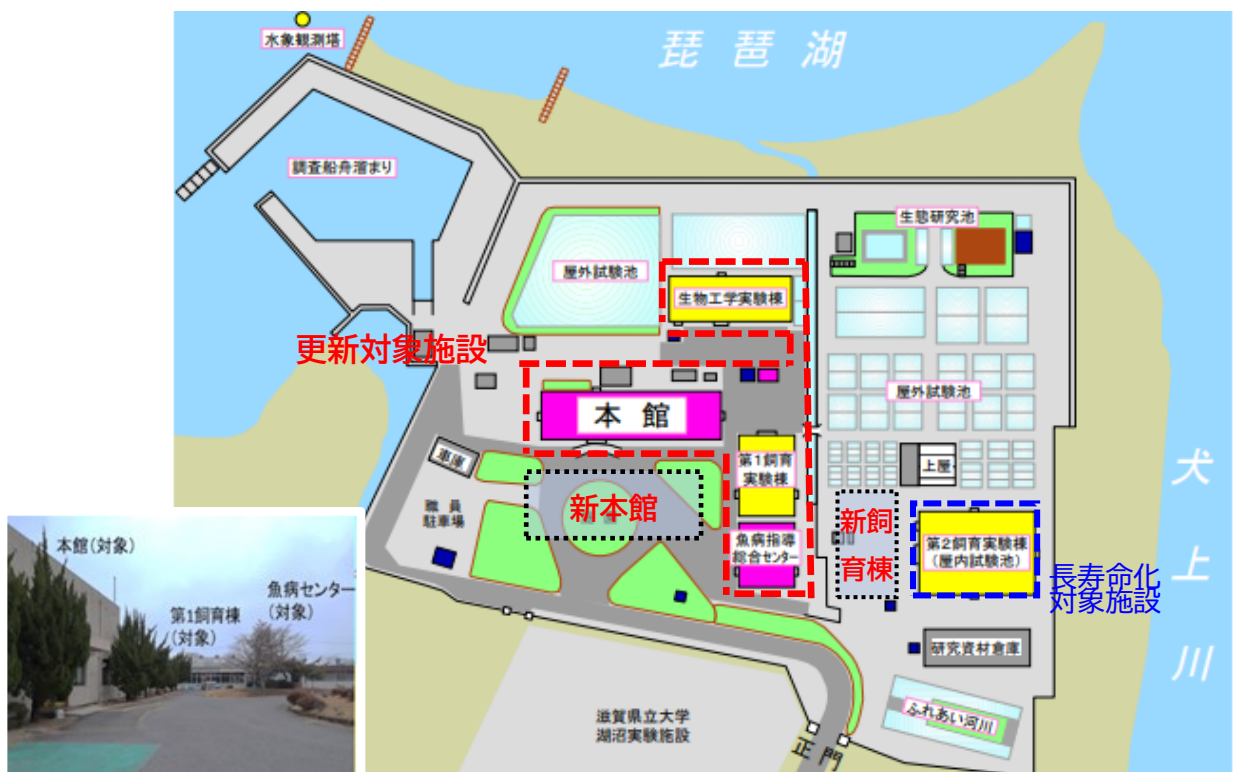 水象観測塔
琵琶湖
調査船舟溜まり
生態研究池
屋外試験池
生物工学実験棟
更新対象施設
屋外試験池
本館
車庫
第1飼育
実験棟
上屋
犬上川
職員
駐車場
新本館
新飼
育棟
魚病指導
総合センター
第2飼育実験棟
(屋内試験池)
長寿命化
対象施設
本館(対象)
魚病センター
(対象)
第1飼育棟
(対象)
研究資材倉庫
ふれあい河川
滋賀県立大学
湖沼実験施設
正門